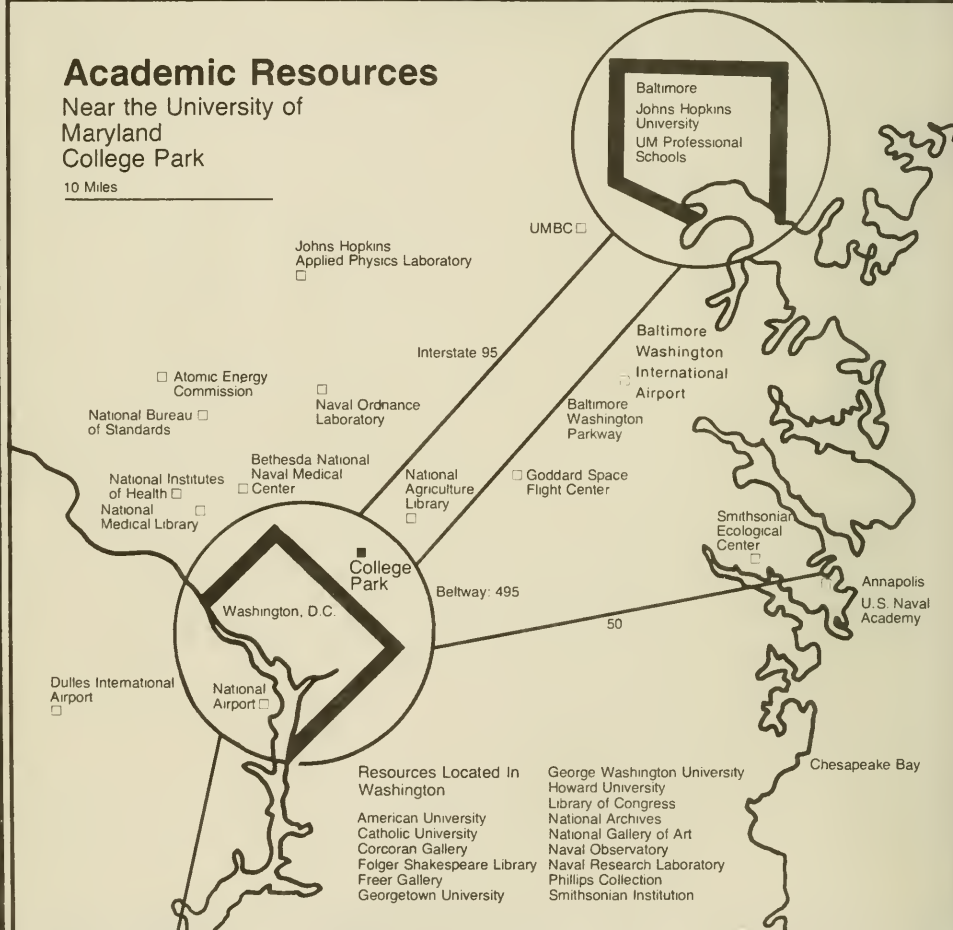 Academic Resources
Near the University of
Maryland
College Park
10 Miles
Baltimore
Johns Hopkins
University
UM Professional
Schools
UMBC
Johns Hopkins
Applied Physics Laboratory
Interstate 95
Baltimore
Washington
International
Airport
Atomic Energy
Commission
Naval Ordnance
Laboratory
National Bureau
of Standards
Baltimore
Washington
Parkway
Bethesda National
Naval Medical
Center
National Institutes
of Health
National
Medical Library
National
Agriculture
Library
Goddard Space
Flight Center
Smithsonian
Ecological
Center
College
Park
Beltway: 495
Annapolis
U.S. Naval
Academy
Washington, D.C.
50
Dulles International
Airport
National
Airport
Chesapeake Bay
Resources Located In
Washington
American University
Catholic University
Corcoran Gallery
Folger Shakespeare Library
Freer Gallery
Georgetown University
George Washington University
Howard University
Library of Congress
National Archives
National Gallery of Art
Naval Observatory
Naval Research Laboratory
Phillips Collection
Smithsonian Institution